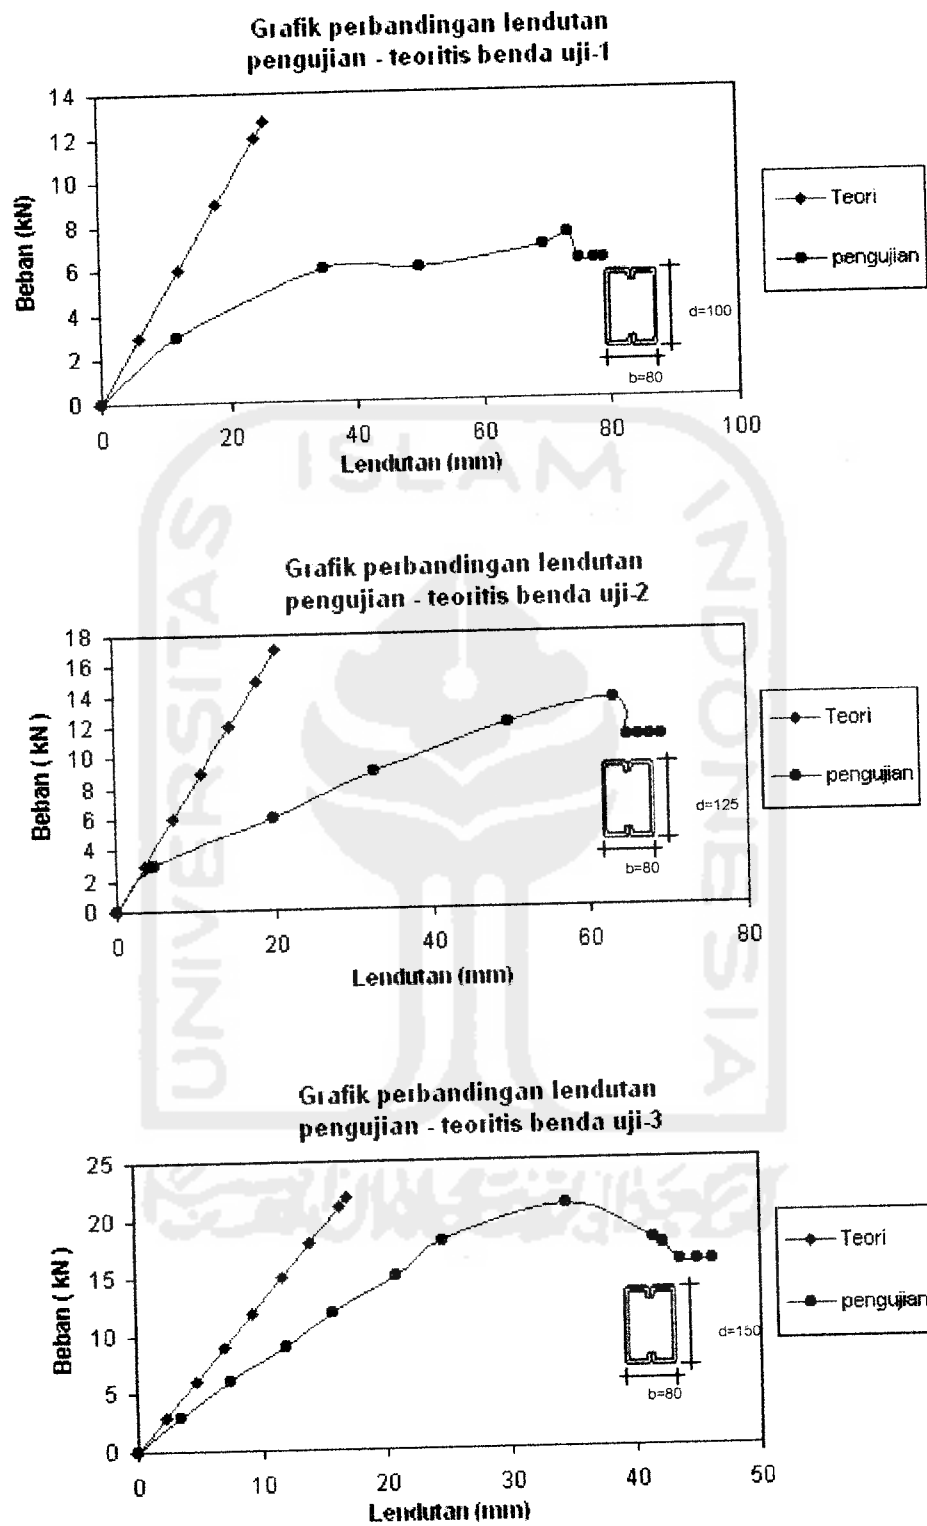 Grafik perbandingan lendutan
pengujian - teoritis benda uji-1
14
12
10
8
6
4
2
0
Beban (kN)
0 20 40 60 80 100
Lendutan (mm)
Teori
pengujian
d=100
b=80
ISLAM
UNIVERSITAS
INDONESIA
Grafik perbandingan lendutan
pengujian - teoritis benda uji-2
18
16
14
12
10
8
6
4
2
0
Beban ( kN )
0 20 40 60 80
Lendutan (mm)
Teori
pengujian
d=125
b=80
Grafik perbandingan lendutan
pengujian - teoritis benda uji-3
25
20
15
10
5
0
Beban ( kN )
0 10 20 30 40 50
Lendutan (mm)
Teori
pengujian
d=150
b=80